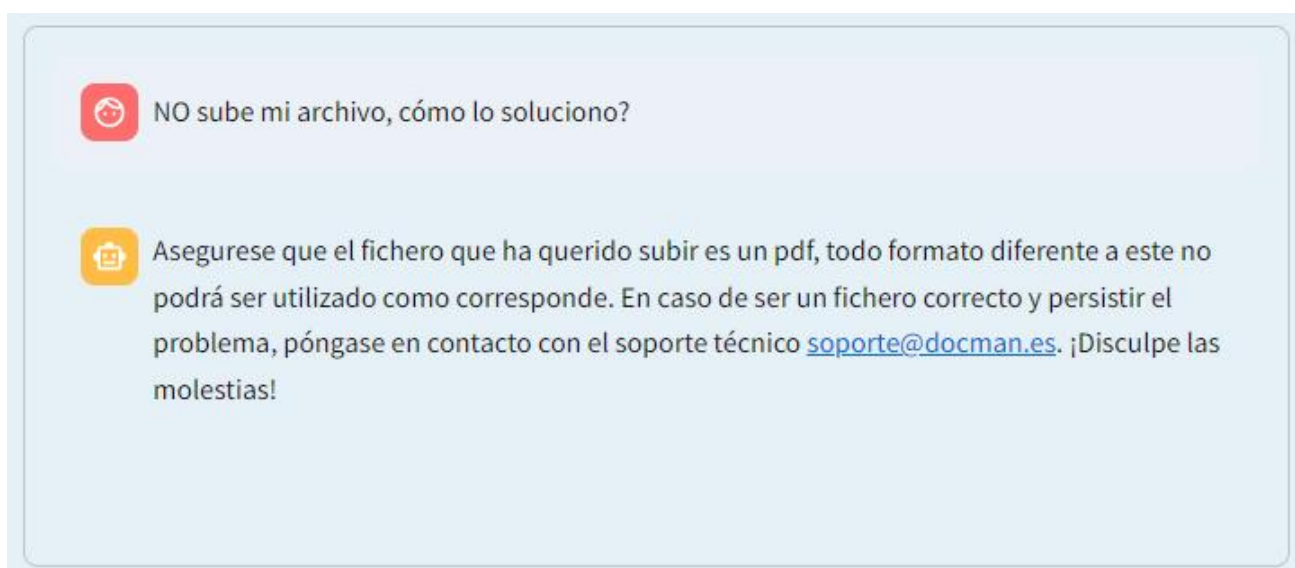 NO sube mi archivo, cómo lo soluciono?
Asegurese que el fichero que ha querido subir es un pdf, todo formato diferente a este no
podrá ser utilizado como corresponde. En caso de ser un fichero correcto y persistir el
problema, póngase en contacto con el soporte técnico soporte@docman.es. ¡Disculpe las
molestias!